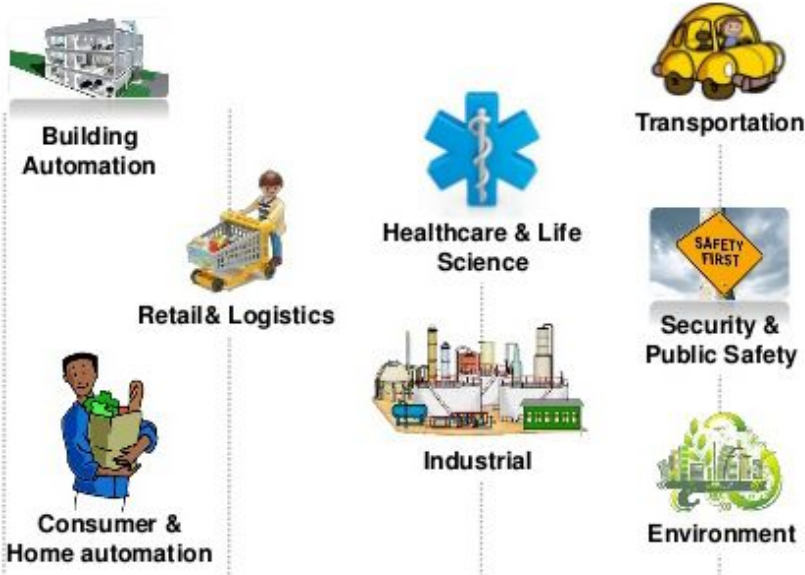 Building
Automation
Retail& Logistics
Consumer &
Home automation
Healthcare & Life
Science
Industrial
Transportation
SAFETY
FIRST
Security &
Public Safety
Environment